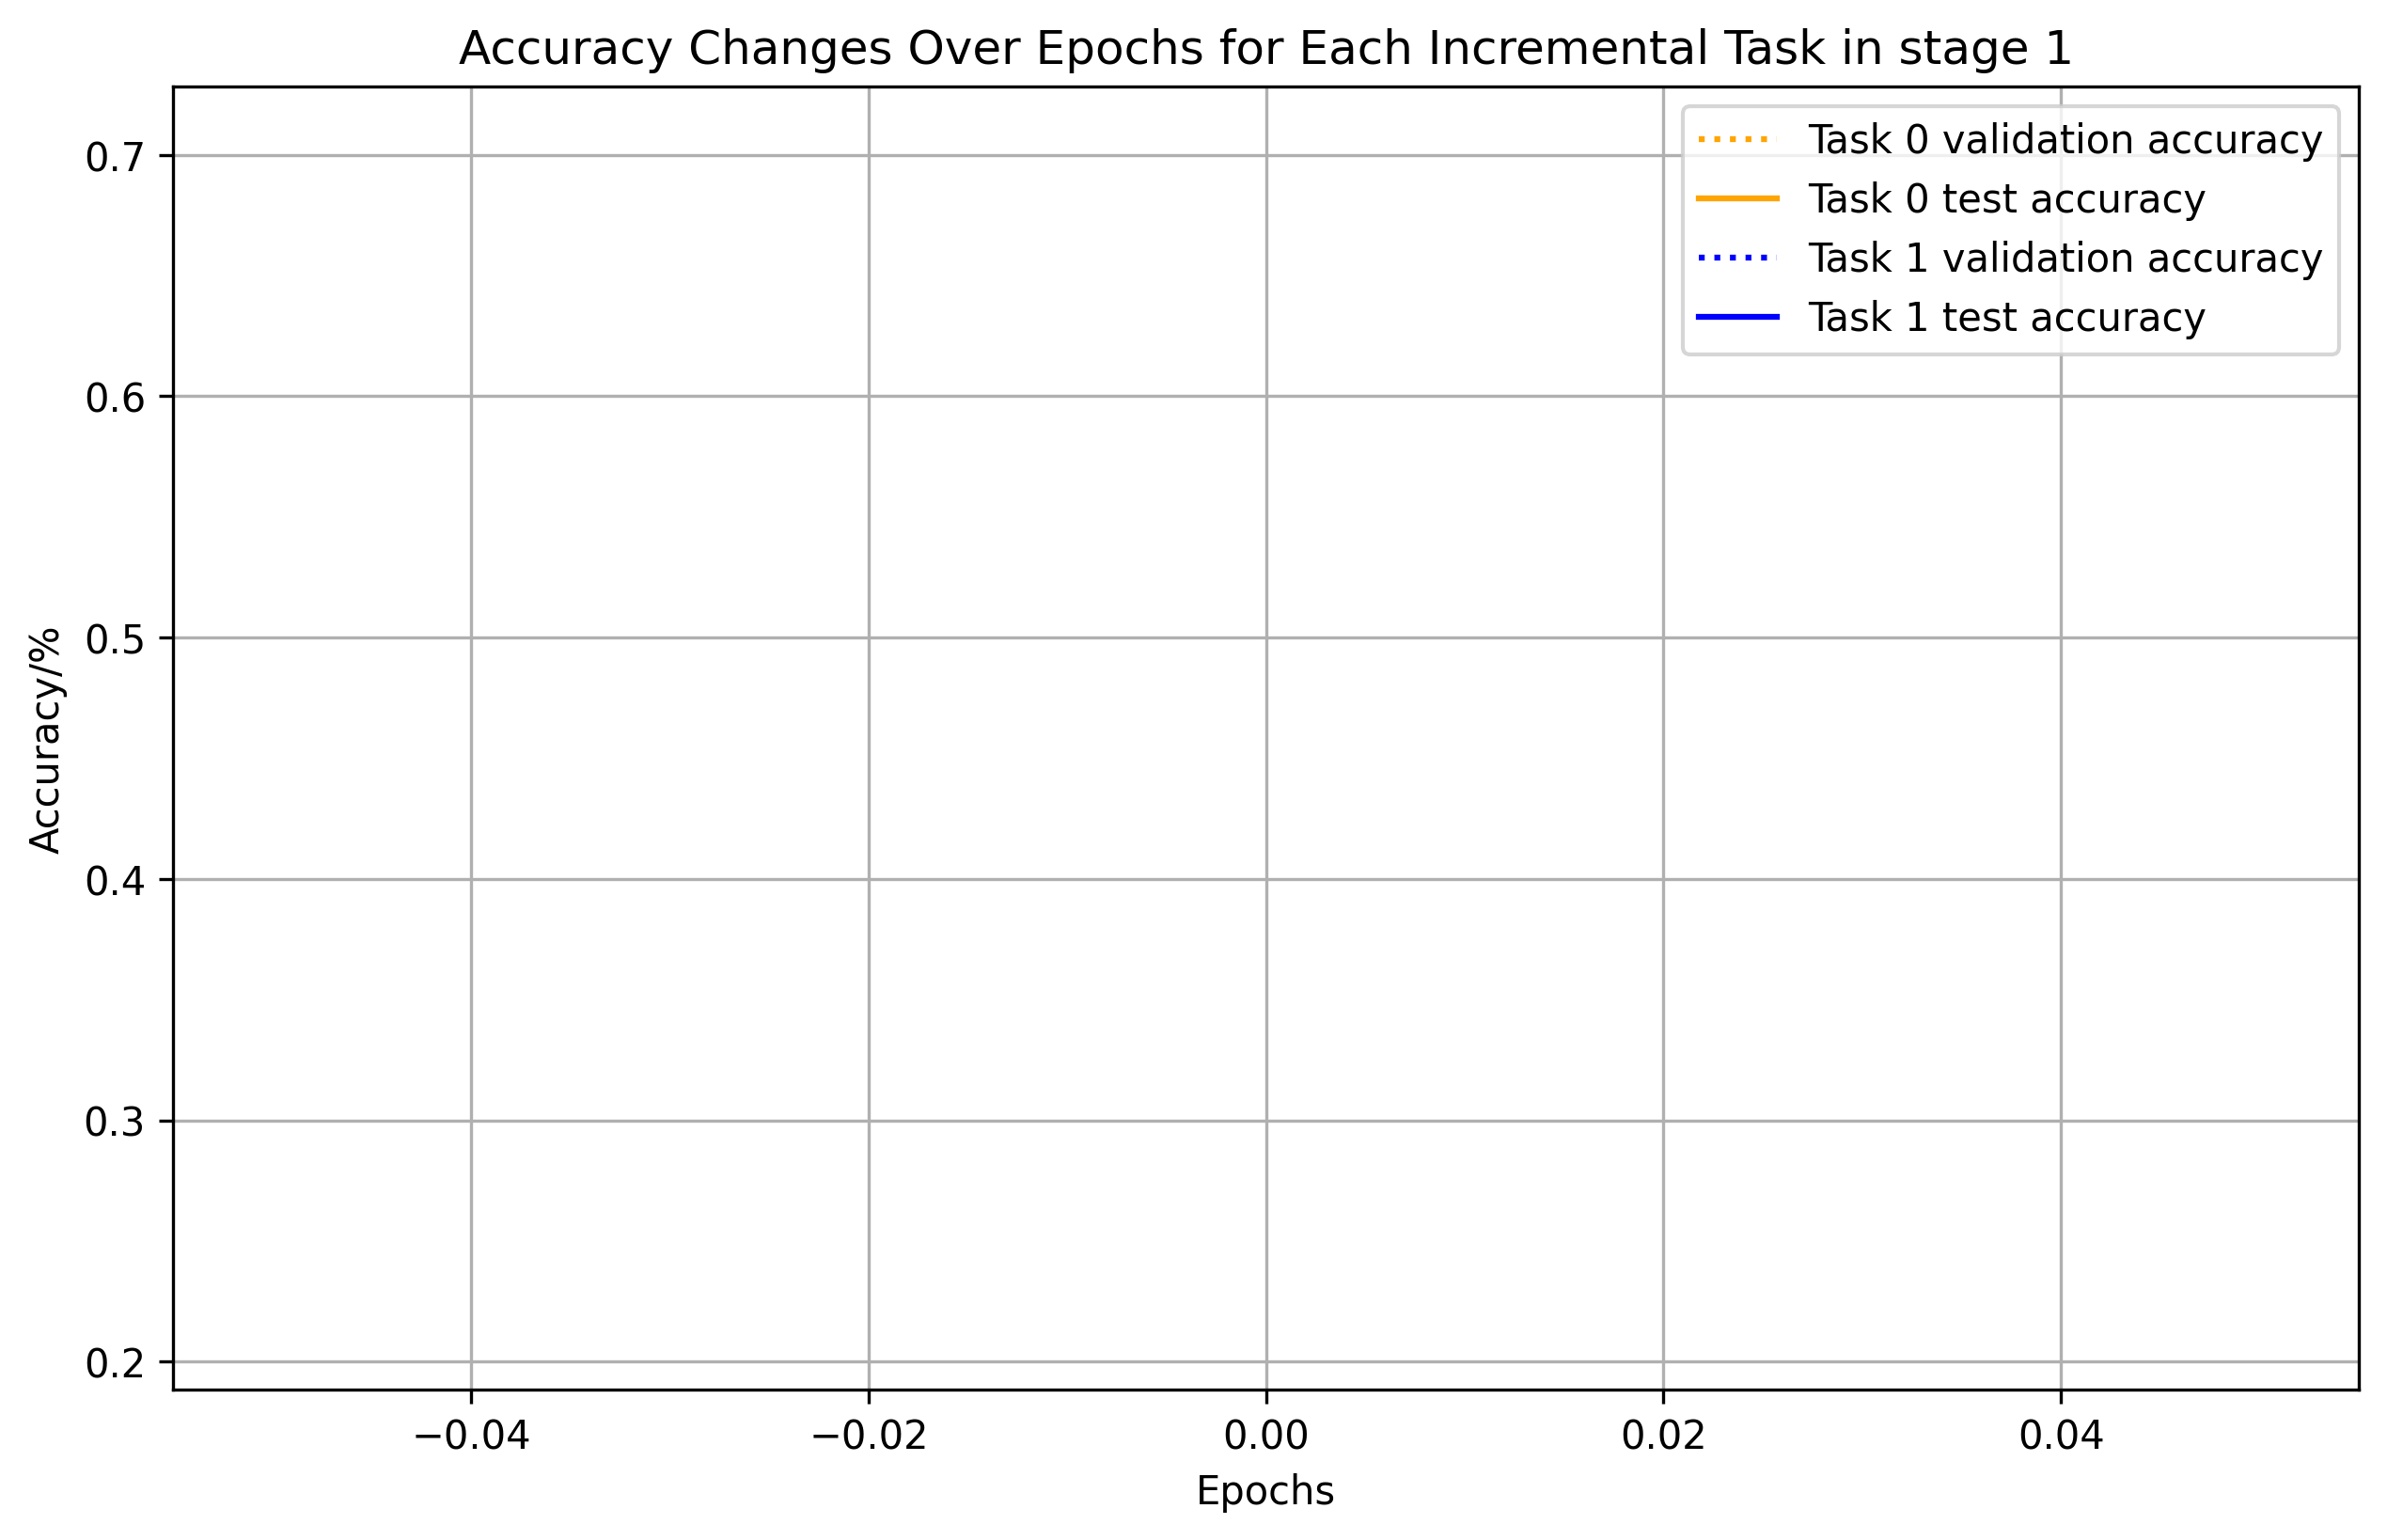 Accuracy Changes Over Epochs for Each Incremental Task in stage 1
Task 0 validation accuracy
Task 0 test accuracy
Task 1 validation accuracy
Task 1 test accuracy
0.7
0.6
0.5
0.4
0.3
0.2
Accuracy/%
−0.04
−0.02
0.00
0.02
0.04
Epochs